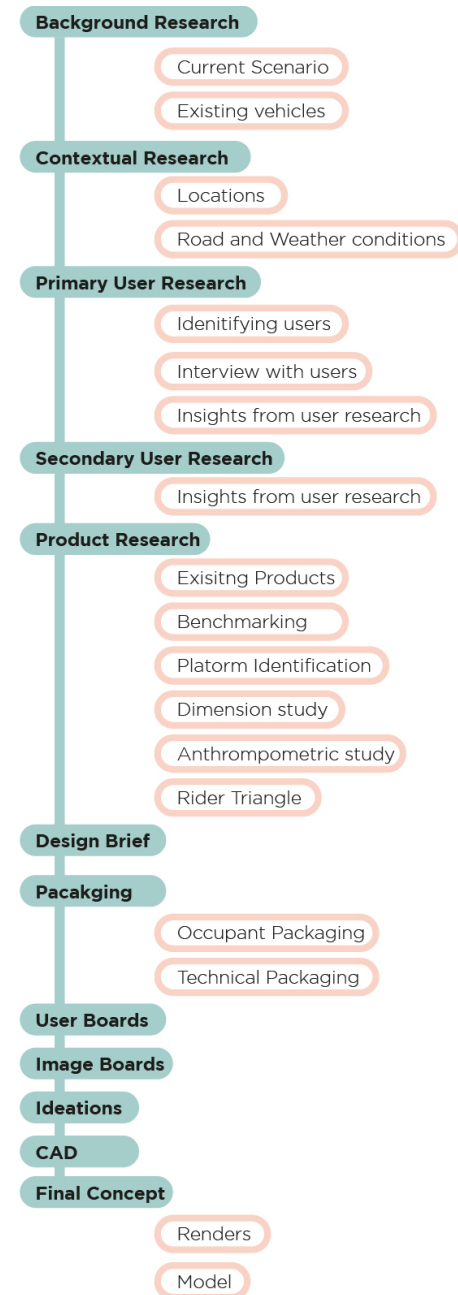 Background Research
Current Scenario
Existing vehicles
Contextual Research
Locations
Road and Weather conditions
Primary User Research
Idenitifying users
Interview with users
Insights from user research
Secondary User Research
Insights from user research
Product Research
Exisitng Products
Benchmarking
Platorm Identification
Dimension study
Anthrompometric study
Rider Triangle
Design Brief
Pacakging
Occupant Packaging
Technical Packaging
User Boards
Image Boards
Ideations
CAD
Final Concept
Renders
Model